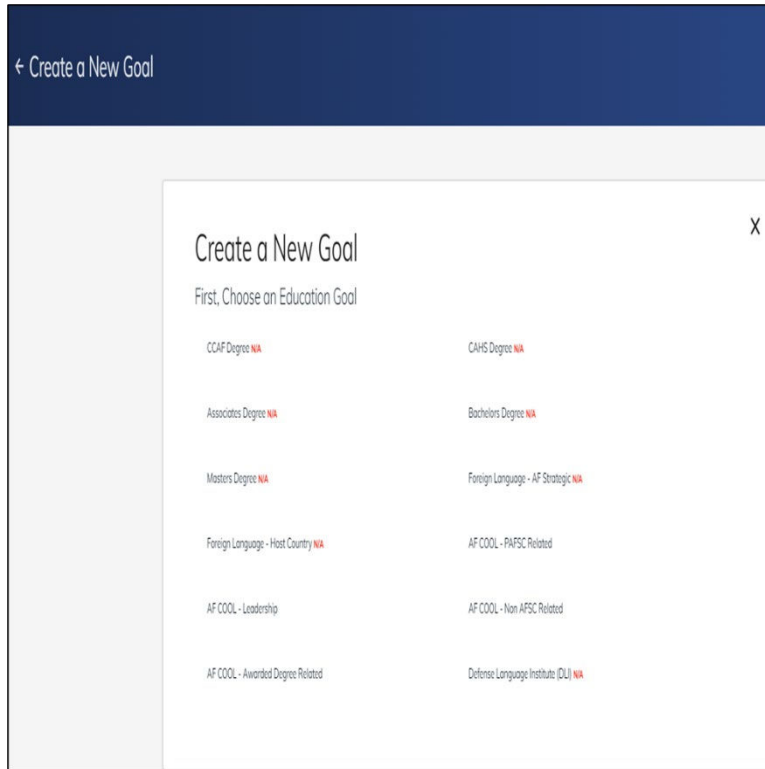 ← Create a New Goal
X
Create a New Goal
First, Choose an Education Goal
CCAF Degree N/A
CAHS Degree N/A
Associates Degree N/A
Bachelors Degree N/A
Masters Degree N/A
Foreign Language - AF Strategic N/A
Foreign Language - Host Country N/A
AF COOL - PAFSC Related
AF COOL - Leadership
AF COOL - Non AFSC Related
AF COOL - Awarded Degree Related
Defense Language Institute (DLI) N/A